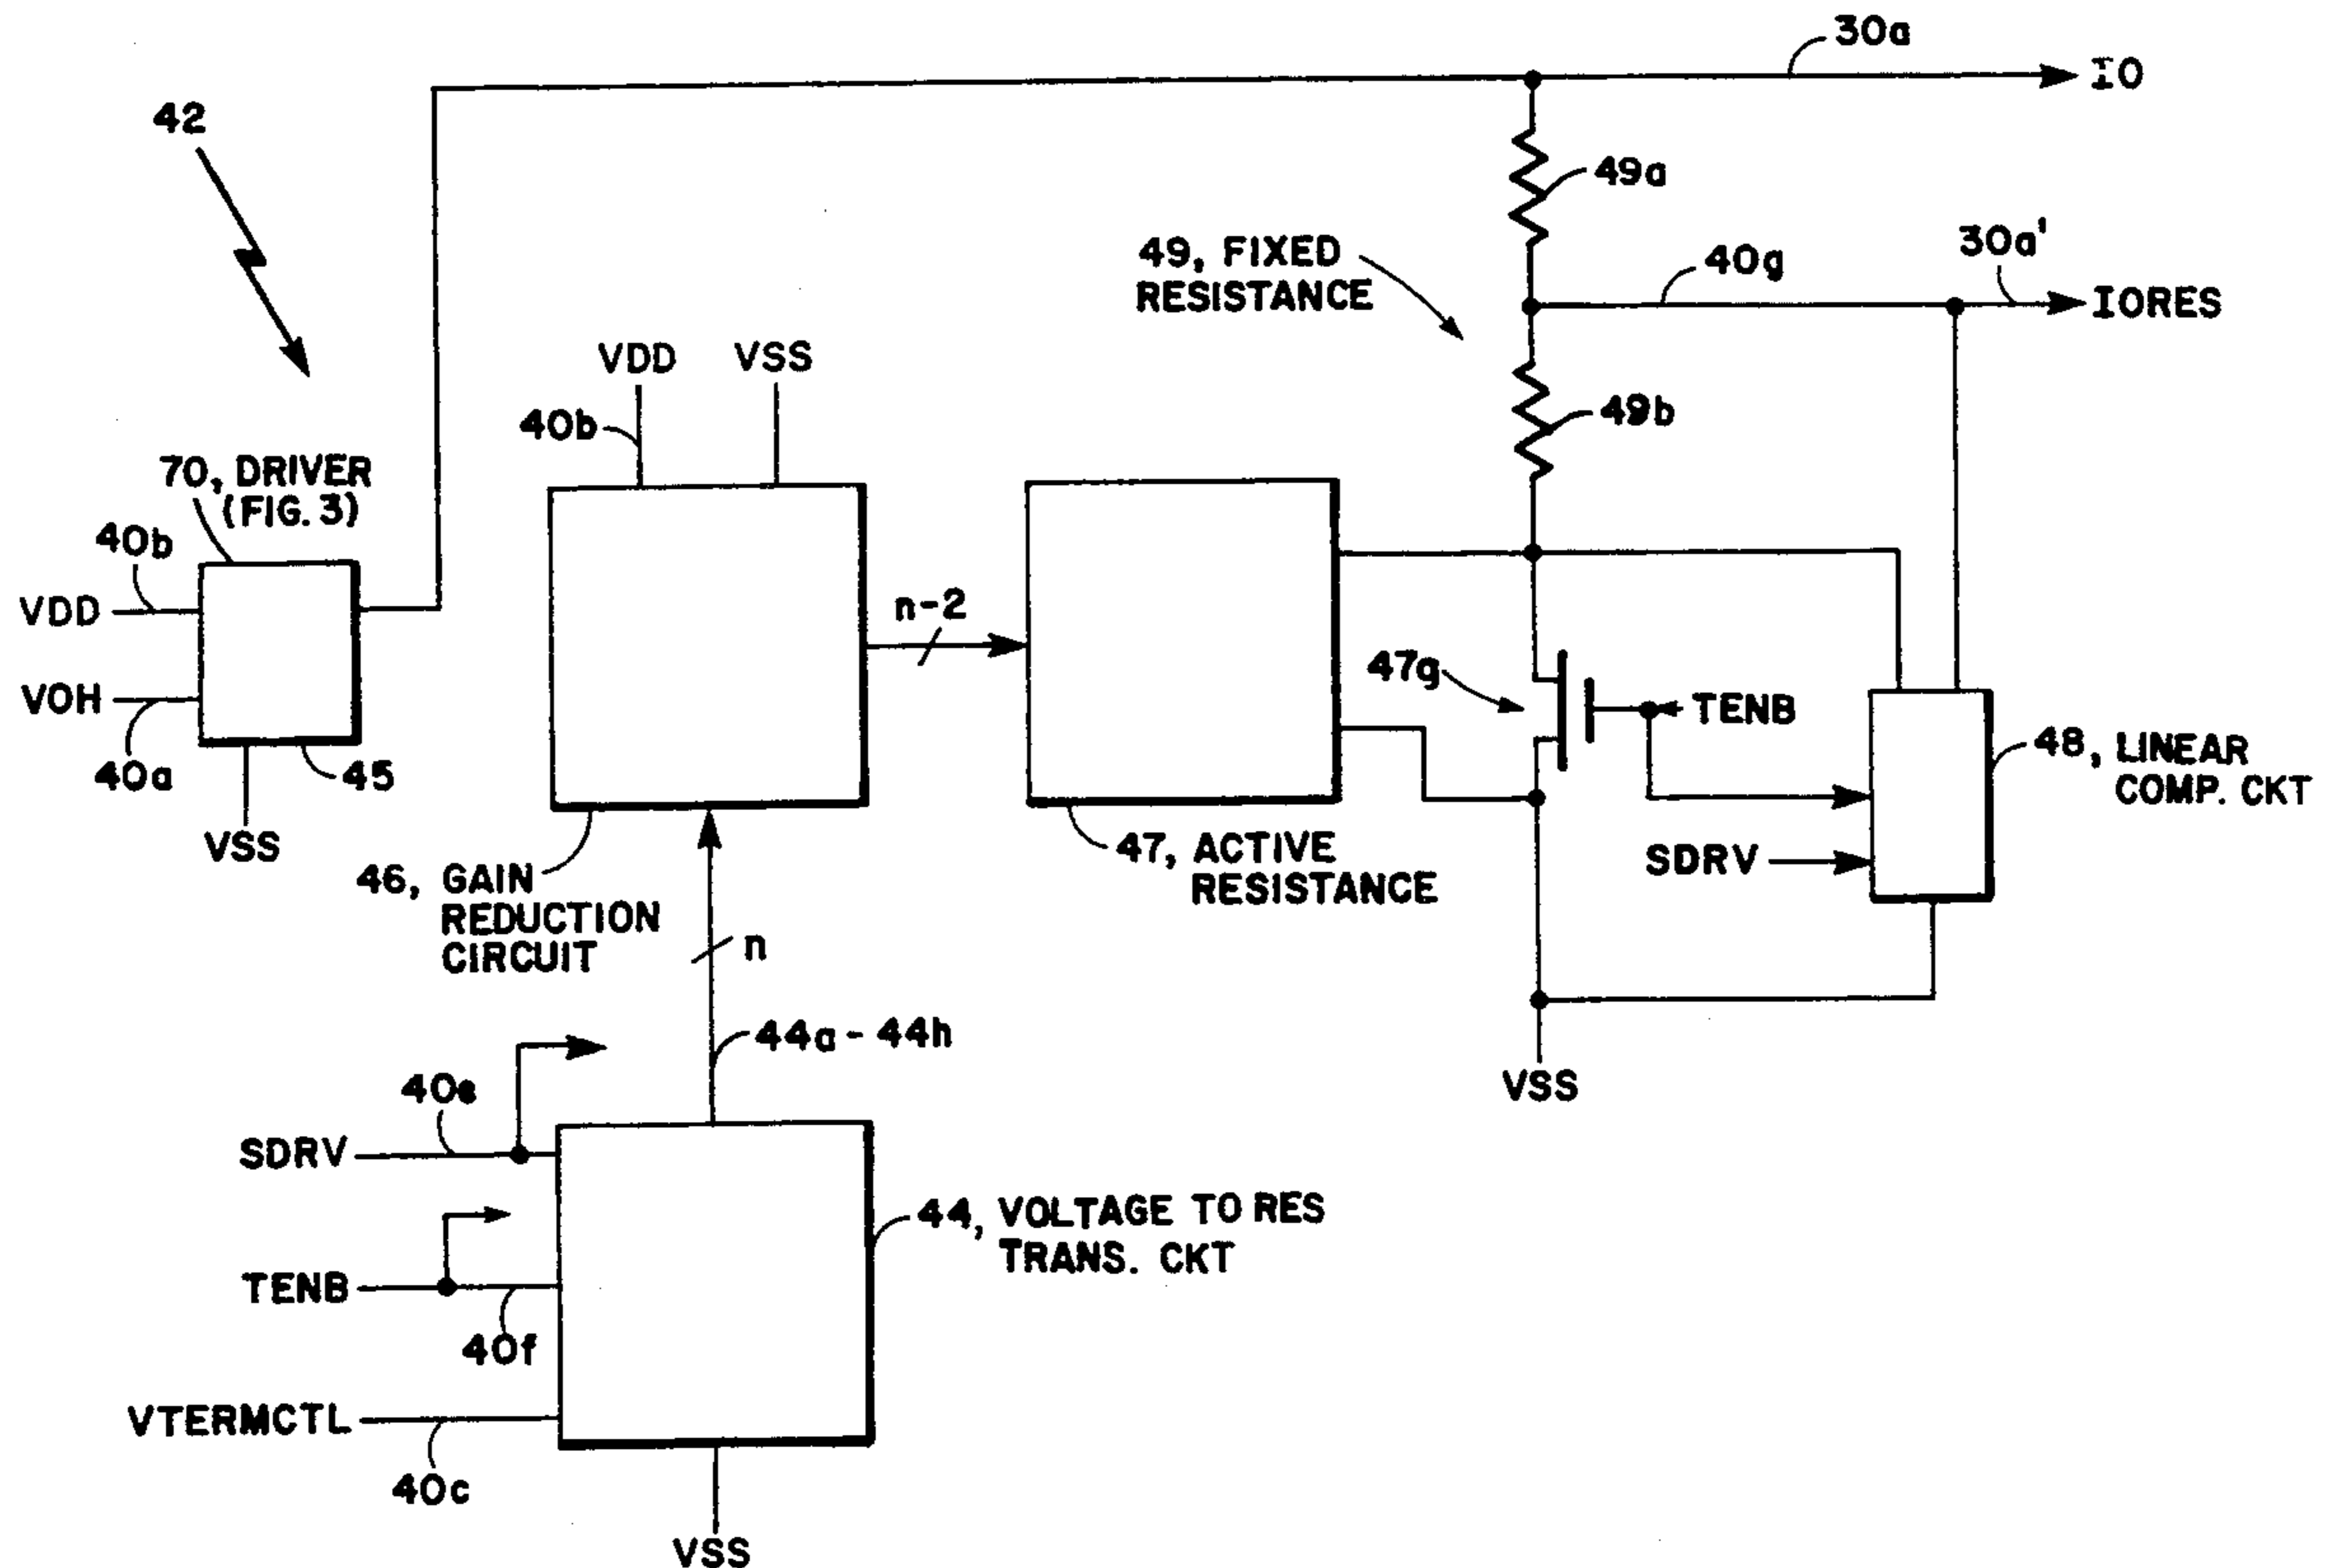 30a
IO
42
49a
49, FIXED
RESISTANCE
40g
30a'
IORES
VDD
VSS
40b
49b
70, DRIVER
(FIG. 3)
40b
VDD
n-2
47g
TENB
VOH
40a
45
VSS
48, LINEAR
COMP. CKT
SDRV
46, GAIN
REDUCTION
CIRCUIT
47, ACTIVE
RESISTANCE
n
44a - 44h
VSS
40e
SDRV
44, VOLTAGE TO RES
TRANS. CKT
TENB
40f
VTERMCTL
40c
VSS